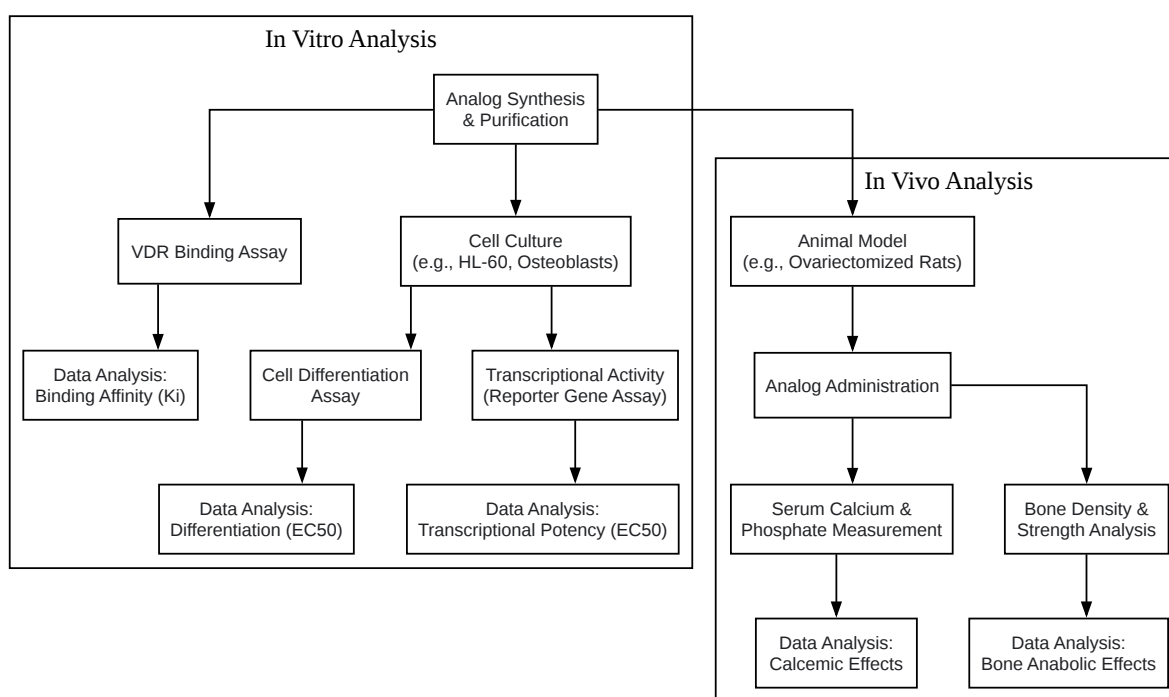 In Vitro Analysis
Analog Synthesis
& Purification
VDR Binding Assay
Cell Culture
(e.g., HL-60, Osteoblasts)
Data Analysis:
Binding Affinity (Ki)
Cell Differentiation
Assay
Transcriptional Activity
(Reporter Gene Assay)
Data Analysis:
Differentiation (EC50)
Data Analysis:
Transcriptional Potency (EC50)
In Vivo Analysis
Animal Model
(e.g., Ovariectomized Rats)
Analog Administration
Serum Calcium &
Phosphate Measurement
Bone Density &
Strength Analysis
Data Analysis:
Calcemic Effects
Data Analysis:
Bone Anabolic Effects